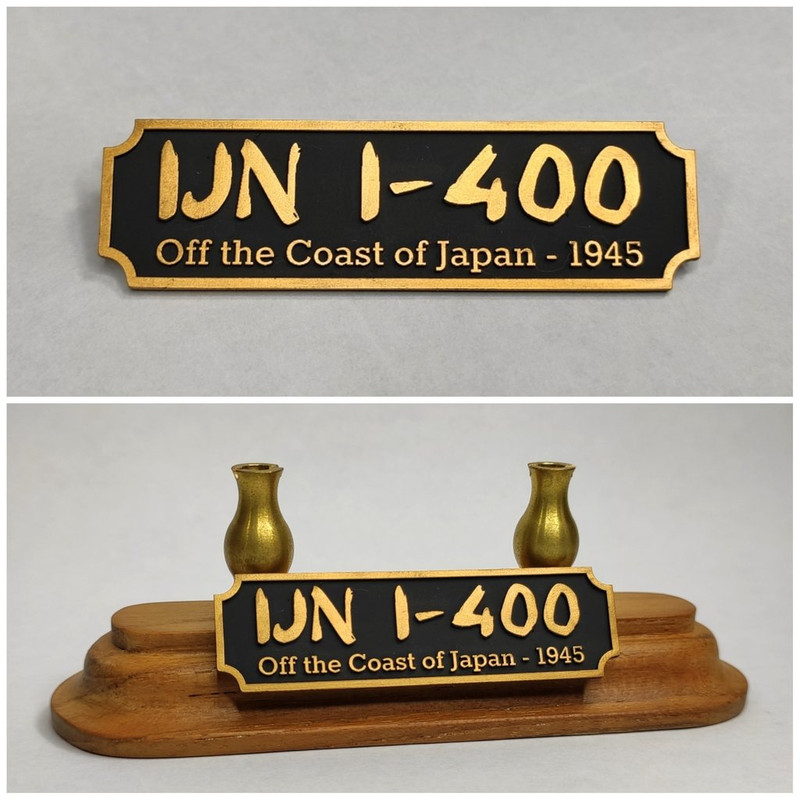 IJN I-400
Off the Coast of Japan - 1945
IJN I-400
Off the Coast of Japan - 1945